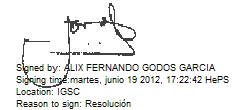 Signed by: ALIX FERNANDO GODOS GARCIA
Signing time:martes, junio 19 2012, 17:22:42 HePS
Location: IGSC
Reason to sign: Resolución